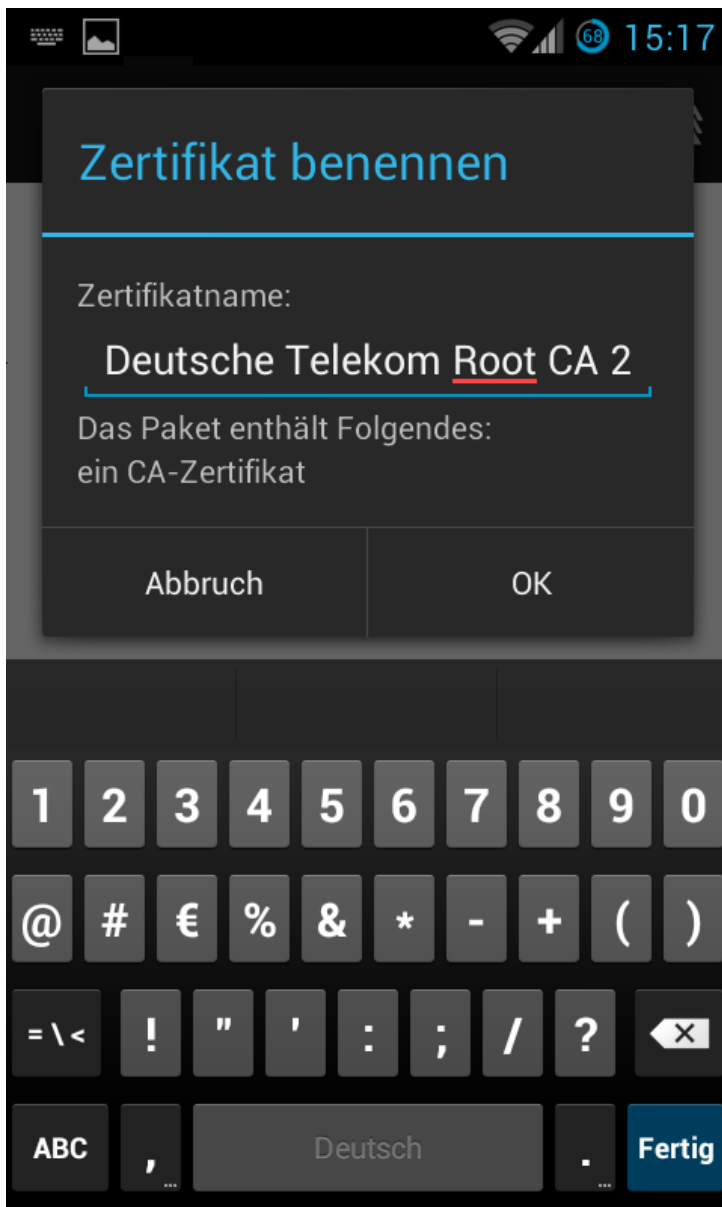 68 15:17
Zertifikat benennen
Zertifikatname:
Deutsche Telekom Root CA 2
Das Paket enthält Folgendes:
ein CA-Zertifikat
Abbruch OK
1 2 3 4 5 6 7 8 9 0
@ # € % & * - + ( )
= \ < ! " ' : ; / ?
ABC , ... Deutsch . ... Fertig